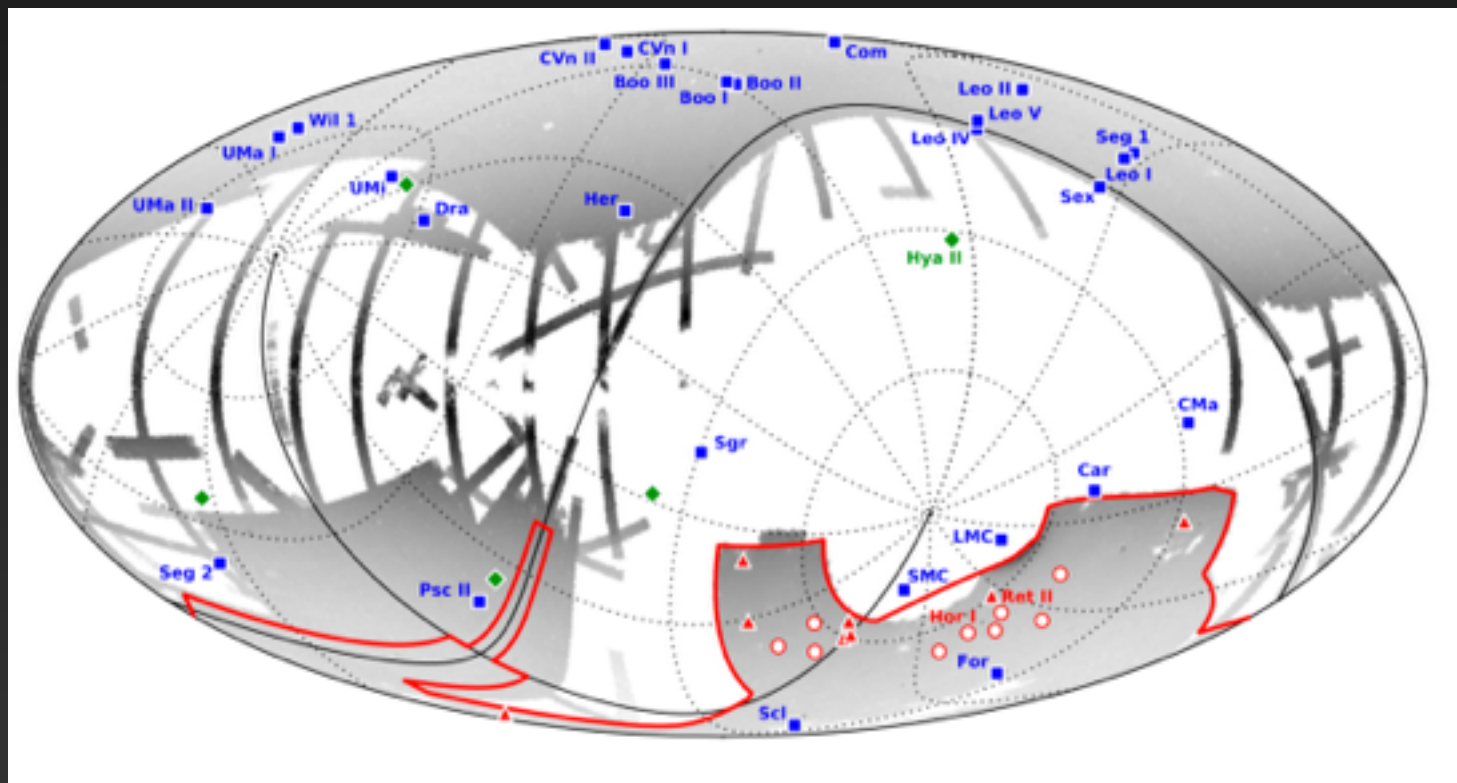 CVn II
CVn I
Com
Boo III
Boo I
Boo II
Leo II
Wil 1
Leo V
UMa I
Leo IV
Seg 1
UMi
Leo I
UMa II
Dra
Her
Sex
Hya II
CMa
Sgr
Car
LMC
Seg 2
Psc II
SMC
Ret II
Hor I
For
Scl